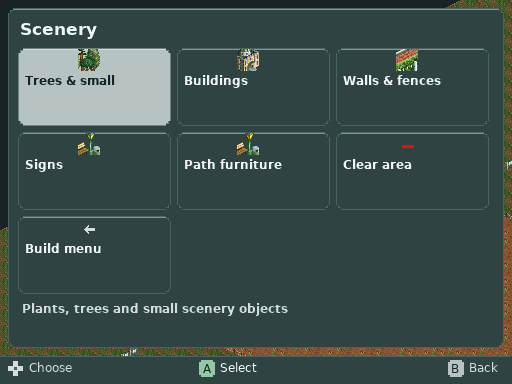 Scenery
Trees & small
Buildings
Walls & fences
Signs
Path furniture
Clear area
Build menu
Plants, trees and small scenery objects
Choose
A Select
B Back